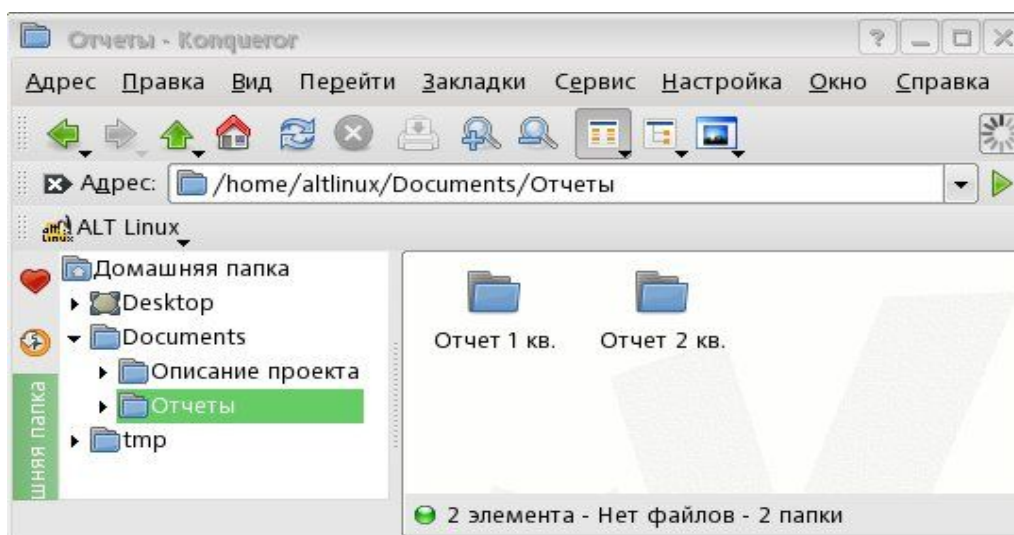 Отчеты - Konqueror
Адрес Правка Вид Перейти Закладки Сервис Настройка Окно Справка
Адрес: /home/altlinux/Documents/Отчеты
ALT Linux
Домашняя папка
Desktop
Documents
Описание проекта
Отчеты
tmp
шняя папка
Отчет 1 кв. Отчет 2 кв.
2 элемента - Нет файлов - 2 папки